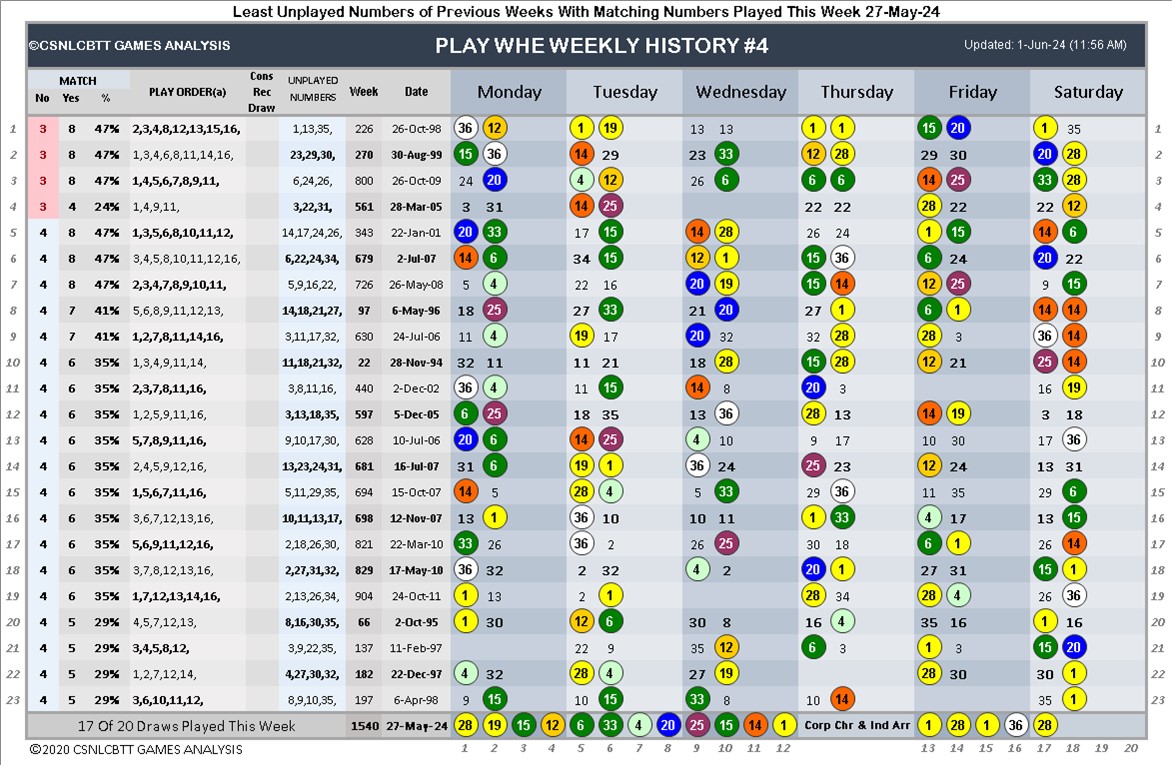 Least Unplayed Numbers of Previous Weeks With Matching Numbers Played This Week 27-May-24
©CSNLCBTT GAMES ANALYSIS PLAY WHE WEEKLY HISTORY #4 Updated: 1-Jun-24 (11:56 AM)
MATCH No Yes % PLAY ORDER(a) Cons Rec Draw UNPLAYED NUMBERS Week Date Monday Tuesday Wednesday Thursday Friday Saturday
1 3 8 47% 2,3,4,8,12,13,15,16, 1,13,35, 226 26-Oct-98 36 12 1 19 13 13 1 1 15 20 1 35 1
2 3 8 47% 1,3,4,6,8,11,14,16, 23,29,30, 270 30-Aug-99 15 36 14 29 23 33 12 28 29 30 20 28 2
3 3 8 47% 1,4,5,6,7,8,9,11, 6,24,26, 800 26-Oct-09 24 20 4 12 26 6 6 6 14 25 33 28 3
4 3 4 24% 1,4,9,11, 3,22,31, 561 28-Mar-05 3 31 14 25 22 22 28 22 22 12 4
5 4 8 47% 1,3,5,6,8,10,11,12, 14,17,24,26, 343 22-Jan-01 20 33 17 15 14 28 26 24 1 15 14 6 5
6 4 8 47% 3,4,5,8,10,11,12,16, 6,22,24,34, 679 2-Jul-07 14 6 34 15 12 1 15 36 6 24 20 22 6
7 4 8 47% 2,3,4,7,8,9,10,11, 5,9,16,22, 726 26-May-08 5 4 22 16 20 19 15 14 12 25 9 15 7
8 4 7 41% 5,6,8,9,11,12,13, 14,18,21,27, 97 6-May-96 18 25 27 33 21 20 27 1 6 1 14 14 8
9 4 7 41% 1,2,7,8,11,14,16, 3,11,17,32, 630 24-Jul-06 11 4 19 17 20 32 32 28 28 3 36 14 9
10 4 6 35% 1,3,4,9,11,14, 11,18,21,32, 22 28-Nov-94 32 11 11 21 18 28 15 28 12 21 25 14 10
11 4 6 35% 2,3,7,8,11,16, 3,8,11,16, 440 2-Dec-02 36 4 11 15 14 8 20 3 16 19 11
12 4 6 35% 1,2,5,9,11,16, 3,13,18,35, 597 5-Dec-05 6 25 18 35 13 36 28 13 14 19 3 18 12
13 4 6 35% 5,7,8,9,11,16, 9,10,17,30, 628 10-Jul-06 20 6 14 25 4 10 9 17 10 30 17 36 13
14 4 6 35% 2,4,5,9,12,16, 13,23,24,31, 681 16-Jul-07 31 6 19 1 36 24 25 23 12 24 13 31 14
15 4 6 35% 1,5,6,7,11,16, 5,11,29,35, 694 15-Oct-07 14 5 28 4 5 33 29 36 11 35 29 6 15
16 4 6 35% 3,6,7,12,13,16, 10,11,13,17, 698 12-Nov-07 13 1 36 10 10 11 1 33 4 17 13 15 16
17 4 6 35% 5,6,9,11,12,16, 2,18,26,30, 821 22-Mar-10 33 26 36 2 26 25 30 18 6 1 26 14 17
18 4 6 35% 3,7,8,12,13,16, 2,27,31,32, 829 17-May-10 36 32 2 32 4 2 20 1 27 31 15 1 18
19 4 6 35% 1,7,12,13,14,16, 2,13,26,34, 904 24-Oct-11 1 13 2 1 28 34 28 4 26 36 19
20 4 5 29% 4,5,7,12,13, 8,16,30,35, 66 2-Oct-95 1 30 12 6 30 8 16 4 35 16 1 16 20
21 4 5 29% 3,4,5,8,12, 3,9,22,35, 137 11-Feb-97 22 9 35 12 6 3 1 3 15 20 21
22 4 5 29% 1,2,7,12,14, 4,27,30,32, 182 22-Dec-97 4 32 28 4 27 19 28 30 30 1 22
23 4 5 29% 3,6,10,11,12, 8,9,10,35, 197 6-Apr-98 9 15 10 15 33 8 10 14 35 1 23
17 Of 20 Draws Played This Week 1540 27-May-24 28 19 15 12 6 33 4 20 25 15 14 1 Corp Chr & Ind Arr 1 28 1 36 28
©2020 CSNLCBTT GAMES ANALYSIS 1 2 3 4 5 6 7 8 9 10 11 12 13 14 15 16 17 18 19 20